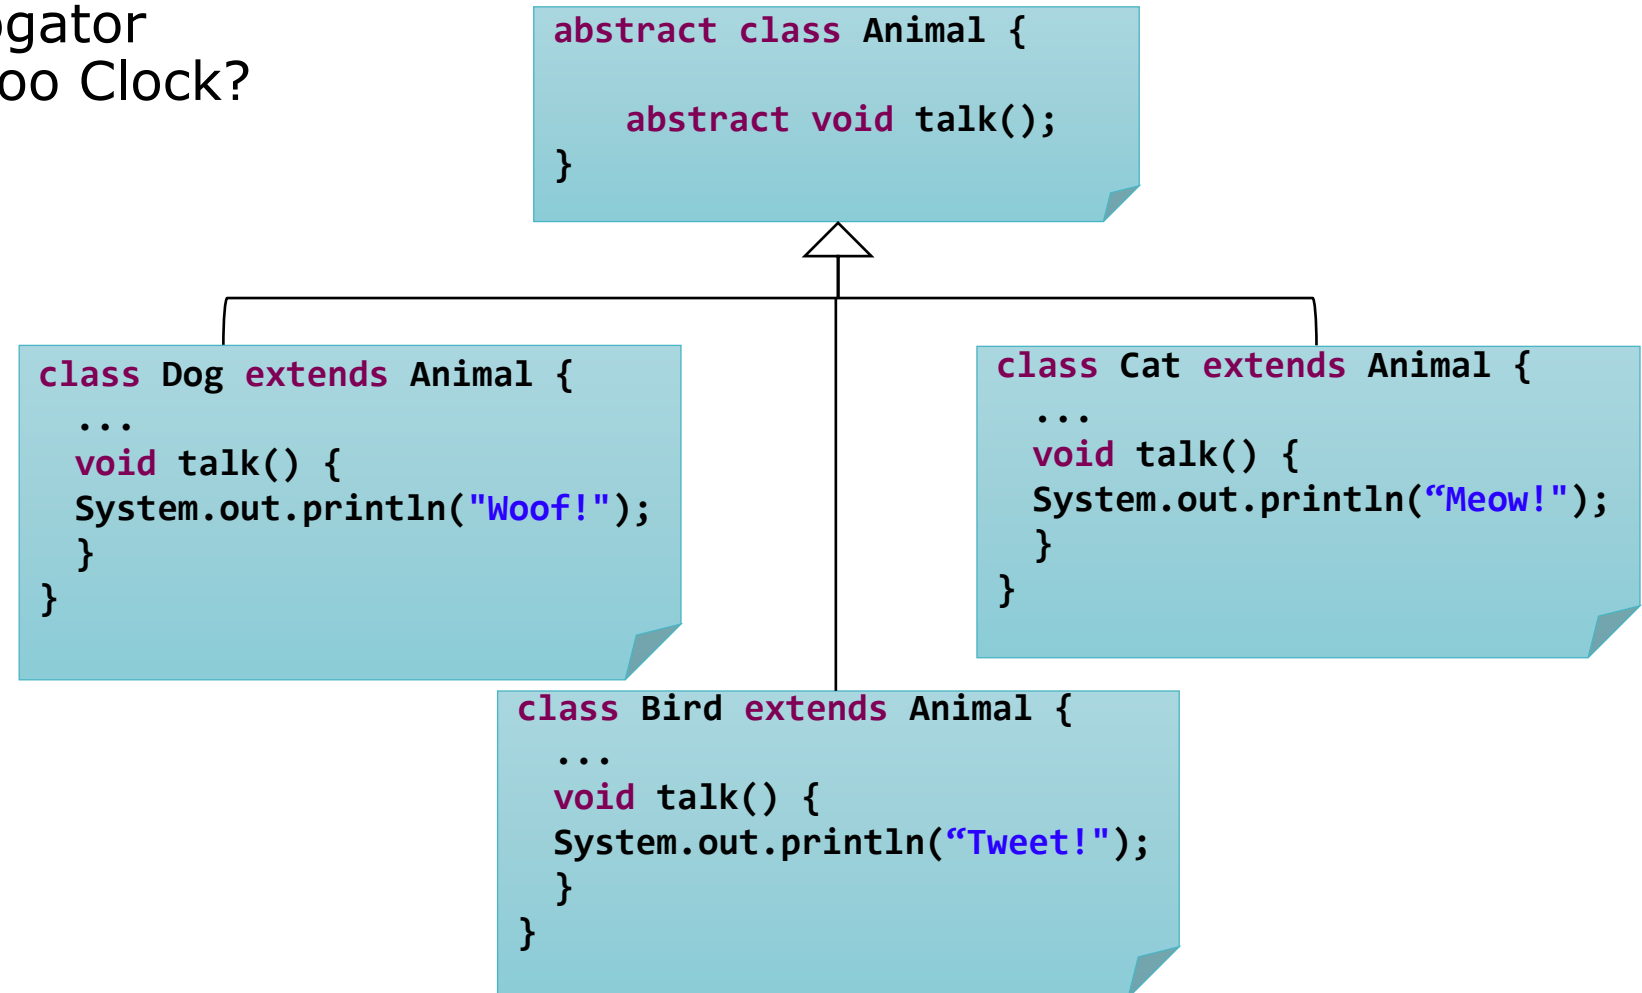 ogator
oo Clock?
abstract class Animal {
abstract void talk();
}
class Dog extends Animal {
...
void talk() {
System.out.println("Woof!");
}
}
class Cat extends Animal {
...
void talk() {
System.out.println(“Meow!");
}
}
class Bird extends Animal {
...
void talk() {
System.out.println(“Tweet!");
}
}